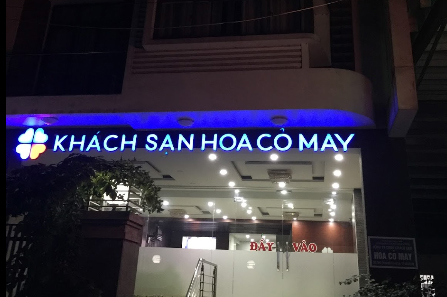 KHÁCH SẠN HOA CỎ MAY
ĐẨY VÀO
HOA CỎ MAY